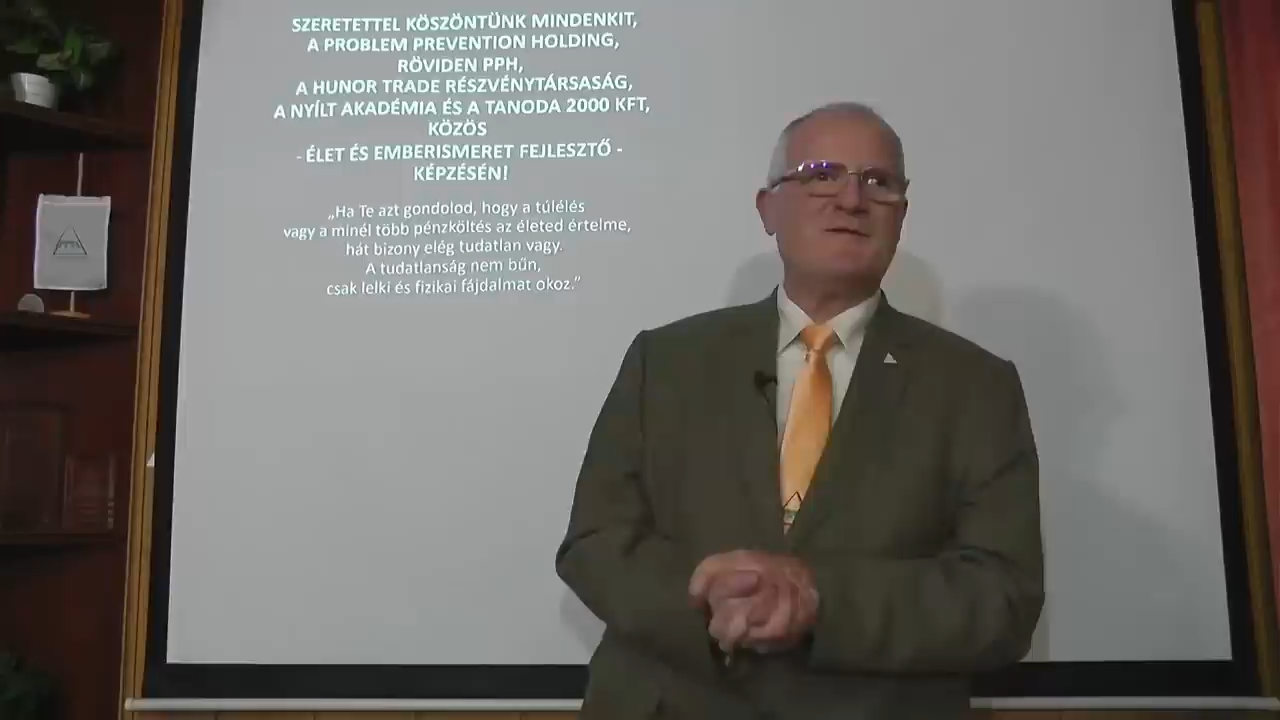 SZERETETTEL KÖSZÖNTÜNK MINDENKIT,
A PROBLEM PREVENTION HOLDING,
RÖVIDEN PPH,
A HUNOR TRADE RÉSZVÉNYTÁRSASÁG,
A NYÍLT AKADÉMIA ÉS A TANODA 2000 KFT,
KÖZÖS
- ÉLET ÉS EMBERISMERET FEJLESZTŐ -
KÉPZÉSÉN!
„Ha Te azt gondolod, hogy a túlélés
vagy a minél több pénzköltés az életed értelme,
hát bizony elég tudatlan vagy.
A tudatlanság nem bűn,
csak lelki és fizikai fájdalmat okoz.”